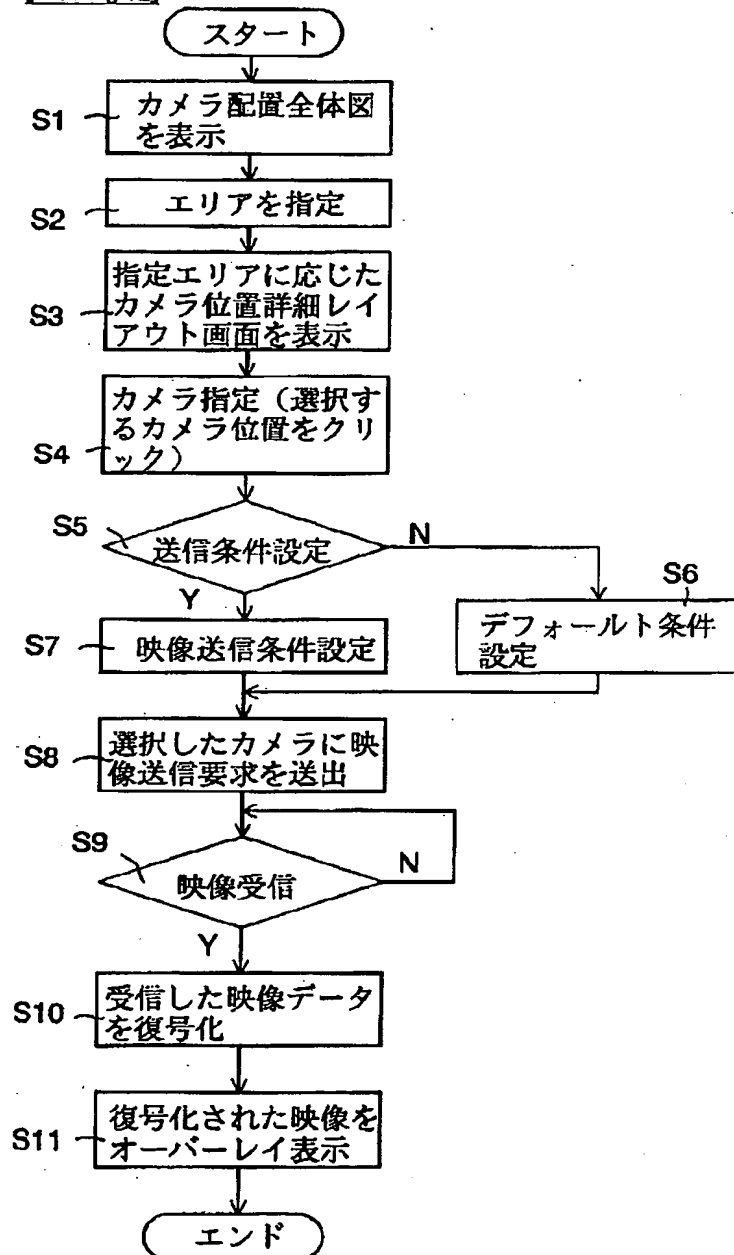 スタート
S1
カメラ配置全体図
を表示
S2
エリアを指定
S3
指定エリアに応じた
カメラ位置詳細レイ
アウト画面を表示
S4
カメラ指定（選択す
るカメラ位置をクリ
ック）
S5
送信条件設定
N
Y
S6
デフォールト条件
設定
S7
映像送信条件設定
S8
選択したカメラに映
像送信要求を送出
S9
映像受信
N
Y
S10
受信した映像データ
を復号化
S11
復号化された映像を
オーバーレイ表示
エンド